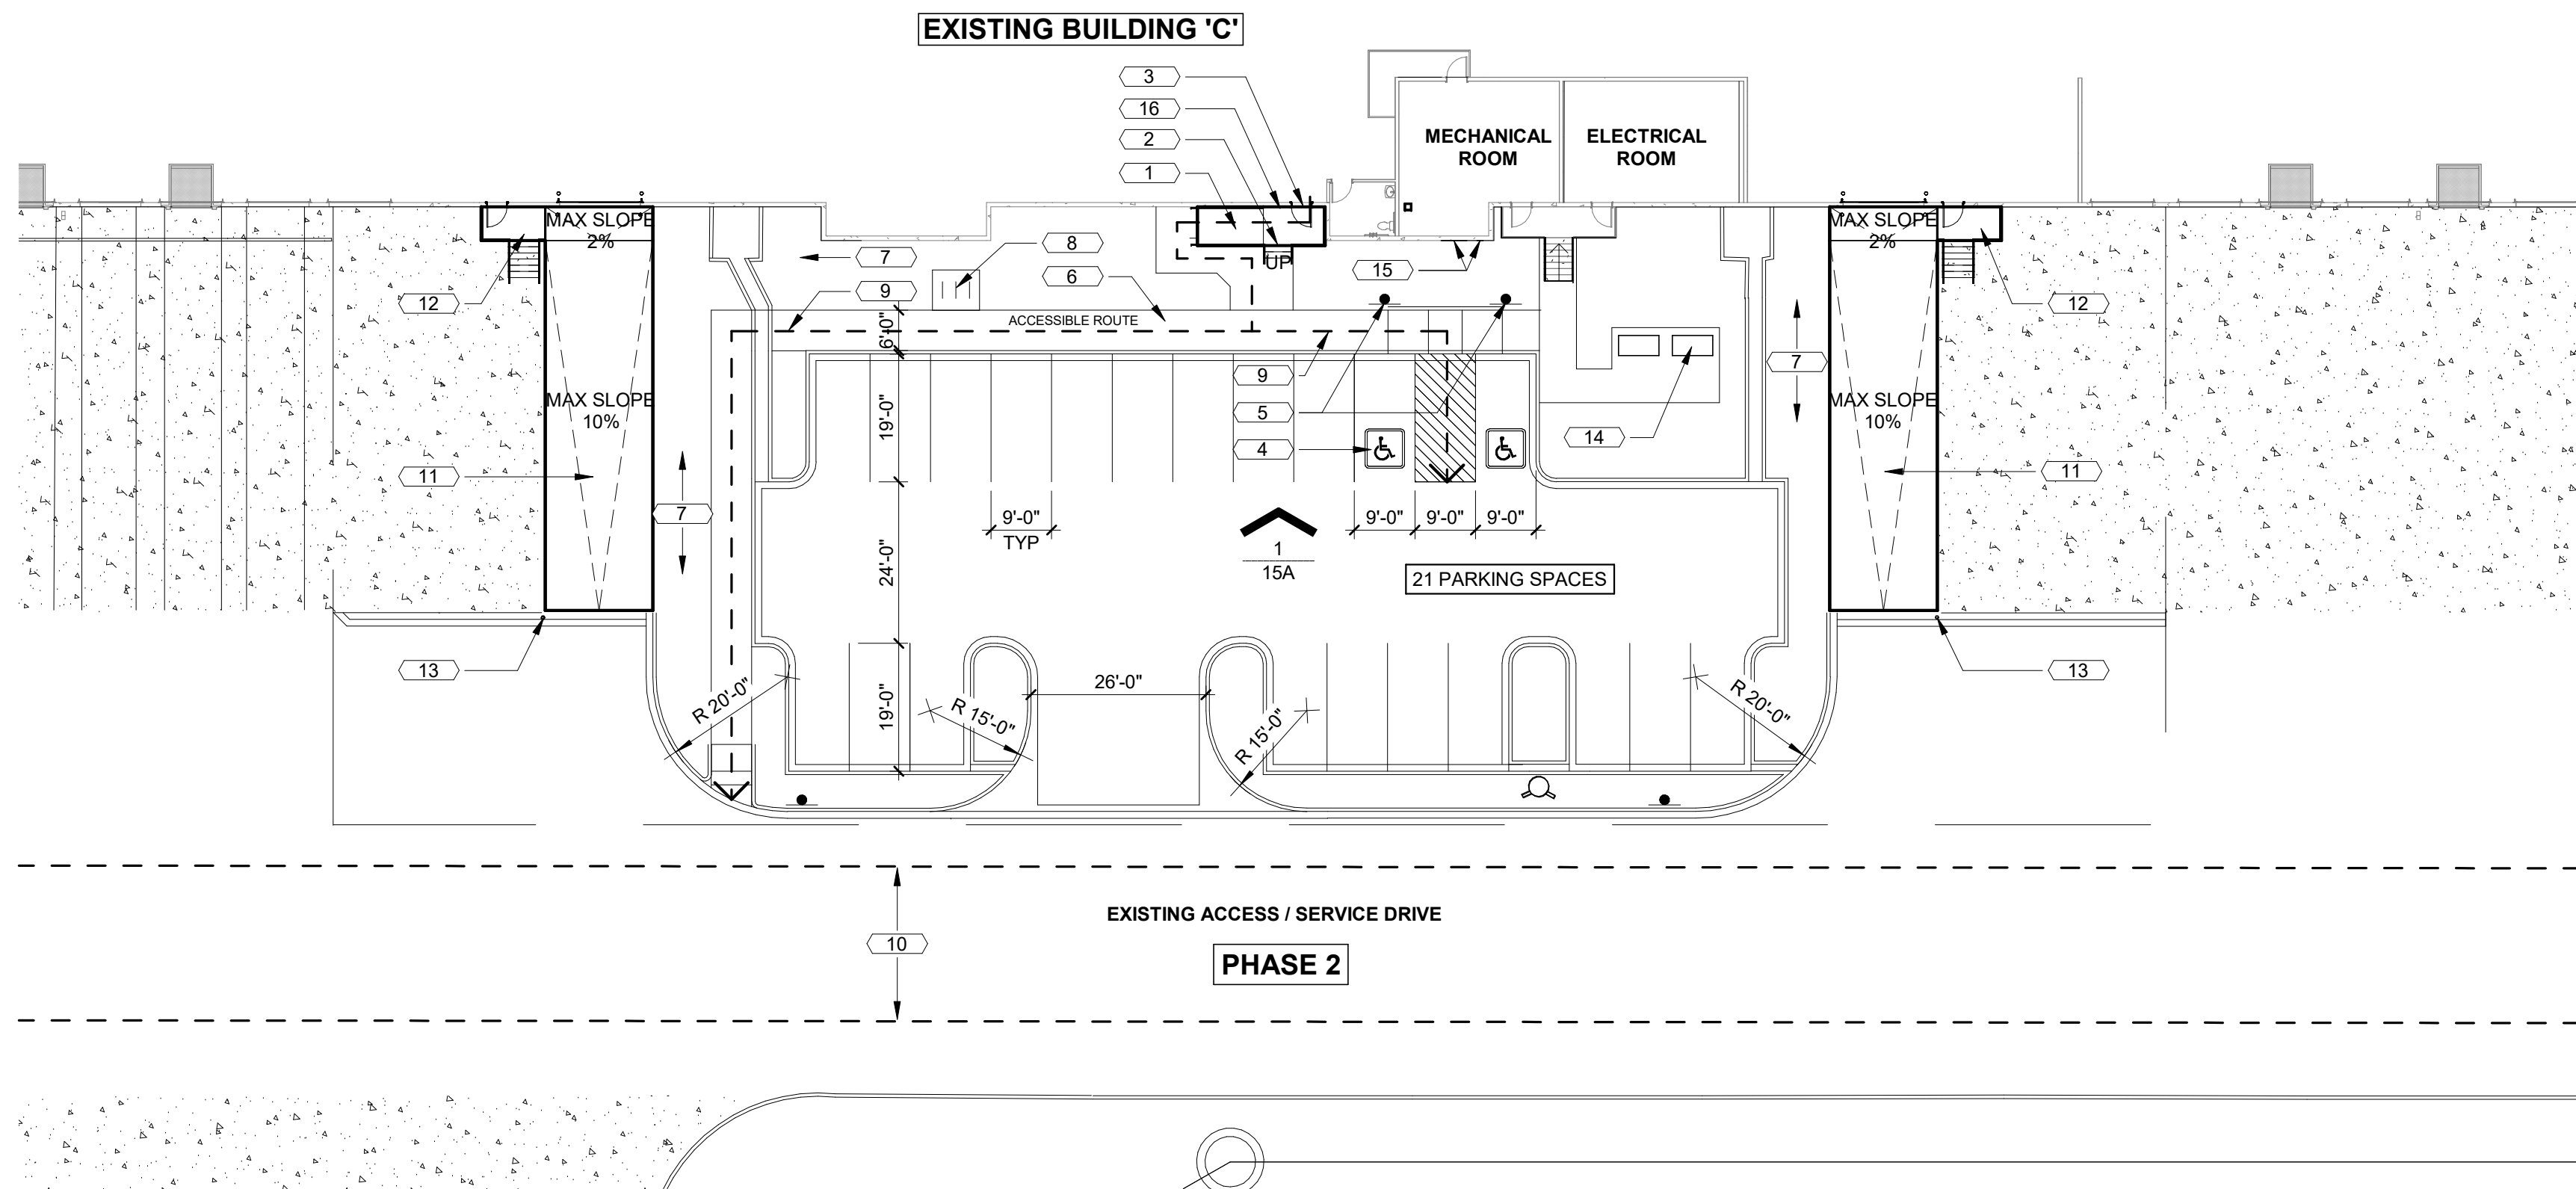 EXISTING BUILDING 'C'
3
16
2
1
MECHANICAL
ROOM
ELECTRICAL
ROOM
MAX SLOPE
2%
MAX SLOPE
2%
7
8
6
9
UP
15
12
12
ACCESSIBLE ROUTE
6'-0"
7
9
5
4
14
19'-0"
MAX SLOPE
10%
MAX SLOPE
10%
11
11
7
9'-0"
TYP
9'-0"
9'-0"
9'-0"
1
15A
24'-0"
21 PARKING SPACES
13
13
R 20'-0"
19'-0"
R 15'-0"
26'-0"
R 15'-0"
R 20'-0"
EXISTING ACCESS / SERVICE DRIVE
10
PHASE 2